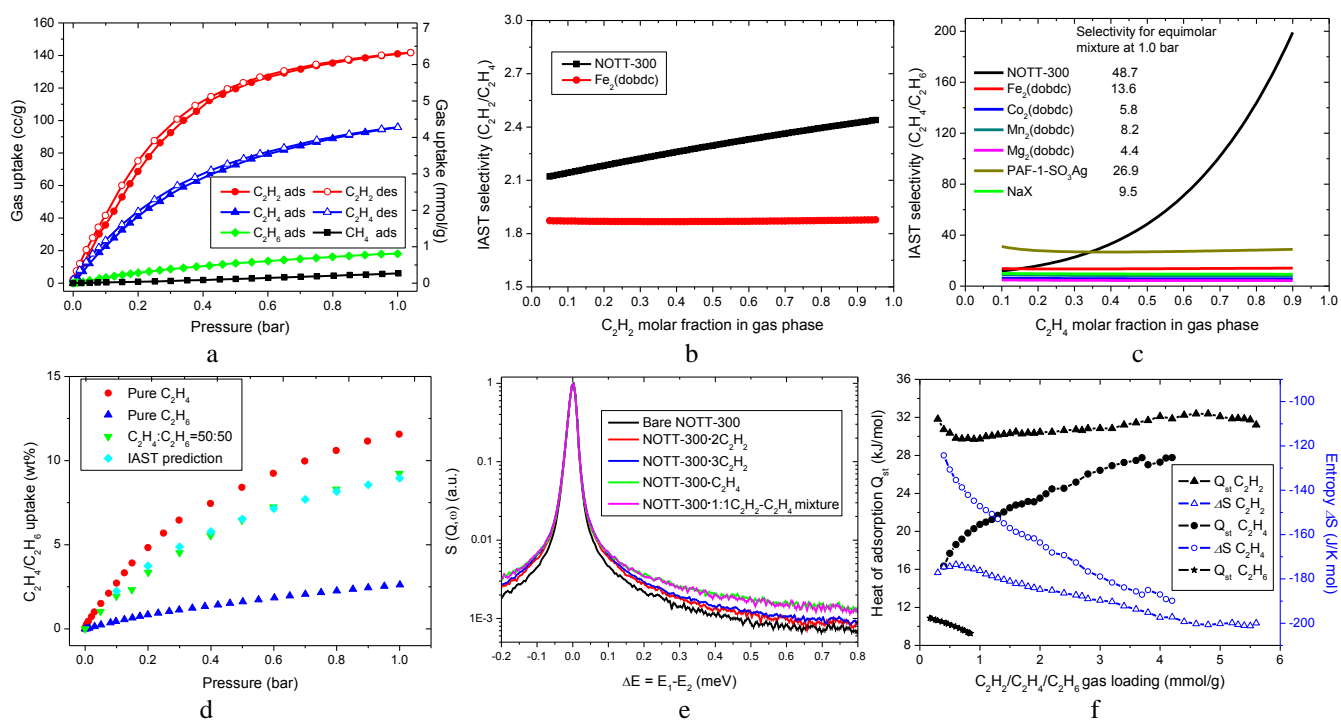 160
140
120
100
80
60
40
20
0
Gas uptake (cc/g)
7
6
5
4
3
2
1
0
Gas uptake (mmol/g)
C₂H₂ ads
C₂H₂ des
C₂H₄ ads
C₂H₄ des
C₂H₆ ads
CH₄ ads
0.0 0.2 0.4 0.6 0.8 1.0
Pressure (bar)
a
3.0
2.7
2.4
2.1
1.8
1.5
IAST selectivity (C₂H₂/C₂H₄)
NOTT-300
Fe₂(dobdc)
0.0 0.1 0.2 0.3 0.4 0.5 0.6 0.7 0.8 0.9 1.0
C₂H₂ molar fraction in gas phase
b
200
160
120
80
40
0
IAST selectivity (C₂H₄/C₂H₆)
Selectivity for equimolar
mixture at 1.0 bar
NOTT-300 48.7
Fe₂(dobdc) 13.6
Co₂(dobdc) 5.8
Mn₂(dobdc) 8.2
Mg₂(dobdc) 4.4
PAF-1-SO₃Ag 26.9
NaX 9.5
0.0 0.1 0.2 0.3 0.4 0.5 0.6 0.7 0.8 0.9 1.0
C₂H₄ molar fraction in gas phase
c
15
10
5
0
C₂H₄/C₂H₆ uptake (wt%)
Pure C₂H₄
Pure C₂H₆
C₂H₄:C₂H₆=50:50
IAST prediction
0.0 0.2 0.4 0.6 0.8 1.0
Pressure (bar)
d
1
0.1
0.01
1E-3
S (Q,ω) (a.u.)
Bare NOTT-300
NOTT-300·2C₂H₂
NOTT-300·3C₂H₂
NOTT-300·C₂H₄
NOTT-300·1:1C₂H₂-C₂H₄ mixture
-0.2 -0.1 0.0 0.1 0.2 0.3 0.4 0.5 0.6 0.7 0.8
ΔE = E₁-E₂ (meV)
e
36
32
28
24
20
16
12
8
Heat of adsorption Qst (kJ/mol)
-100
-120
-140
-160
-180
-200
Entropy ΔS (J/K mol)
Qst C₂H₂
ΔS C₂H₂
Qst C₂H₄
ΔS C₂H₄
Qst C₂H₆
0 1 2 3 4 5 6
C₂H₂/C₂H₄/C₂H₆ gas loading (mmol/g)
f